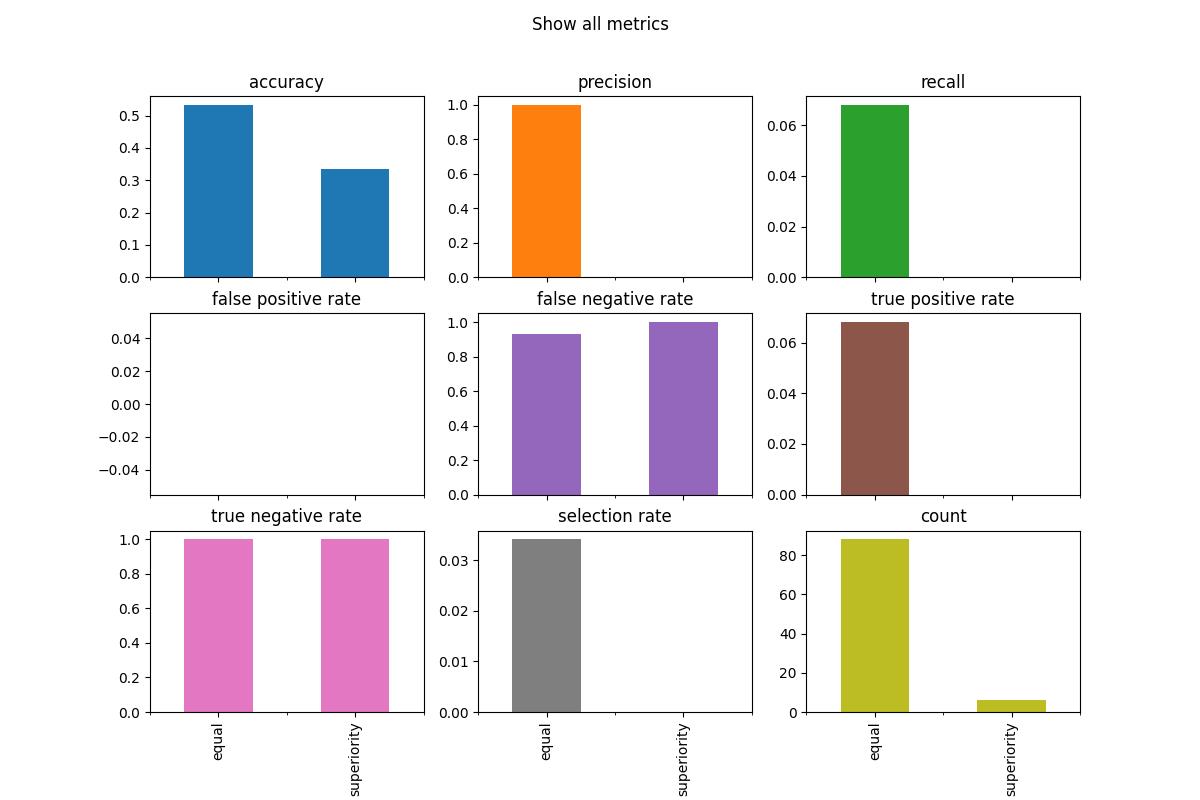 Show all metrics
accuracy
0.5
0.4
0.3
0.2
0.1
0.0
precision
1.0
0.8
0.6
0.4
0.2
0.0
recall
0.06
0.04
0.02
0.00
false positive rate
0.04
0.02
0.00
−0.02
−0.04
false negative rate
1.0
0.8
0.6
0.4
0.2
0.0
true positive rate
0.06
0.04
0.02
0.00
true negative rate
1.0
0.8
0.6
0.4
0.2
0.0
equal
superiority
selection rate
0.03
0.02
0.01
0.00
equal
superiority
count
80
60
40
20
0
equal
superiority